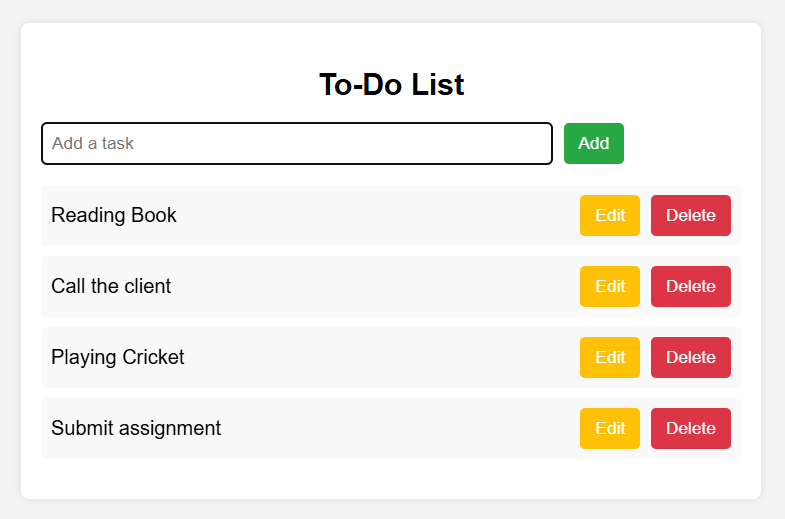 To-Do List
Add a task Add
Reading Book Edit Delete
Call the client Edit Delete
Playing Cricket Edit Delete
Submit assignment Edit Delete